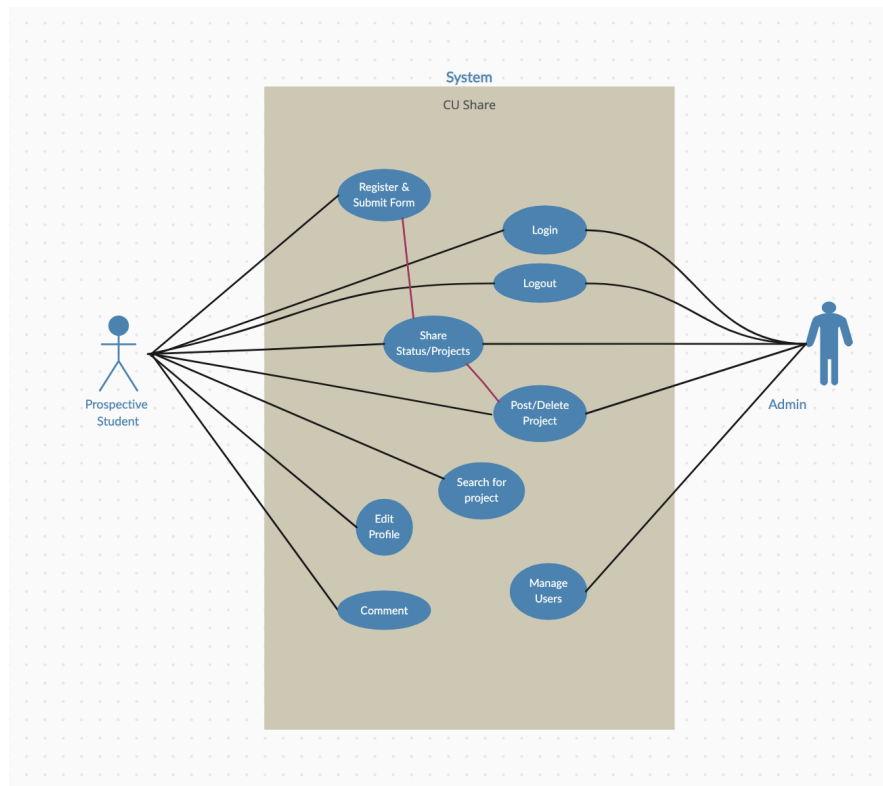 System
CU Share
Register &
Submit Form
Login
Logout
Share
Status/Projects
Prospective
Student
Post/Delete
Project
Admin
Search for
project
Edit
Profile
Manage
Users
Comment